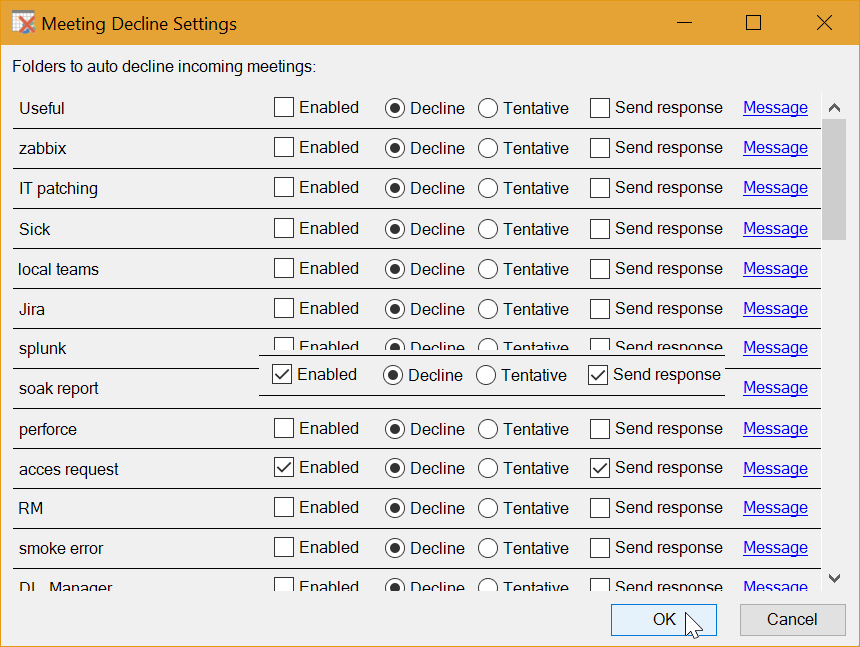 Meeting Decline Settings
Folders to auto decline incoming meetings:
Useful Enabled Decline Tentative Send response Message
zabbix Enabled Decline Tentative Send response Message
IT patching Enabled Decline Tentative Send response Message
Sick Enabled Decline Tentative Send response Message
local teams Enabled Decline Tentative Send response Message
Jira Enabled Decline Tentative Send response Message
splunk Enabled Decline Tentative Send response Message
Enabled Decline Tentative Send response
soak report Message
perforce Enabled Decline Tentative Send response Message
acces request Enabled Decline Tentative Send response Message
RM Enabled Decline Tentative Send response Message
smoke error Enabled Decline Tentative Send response Message
DL_Manager Enabled Decline Tentative Send response Message
OK Cancel